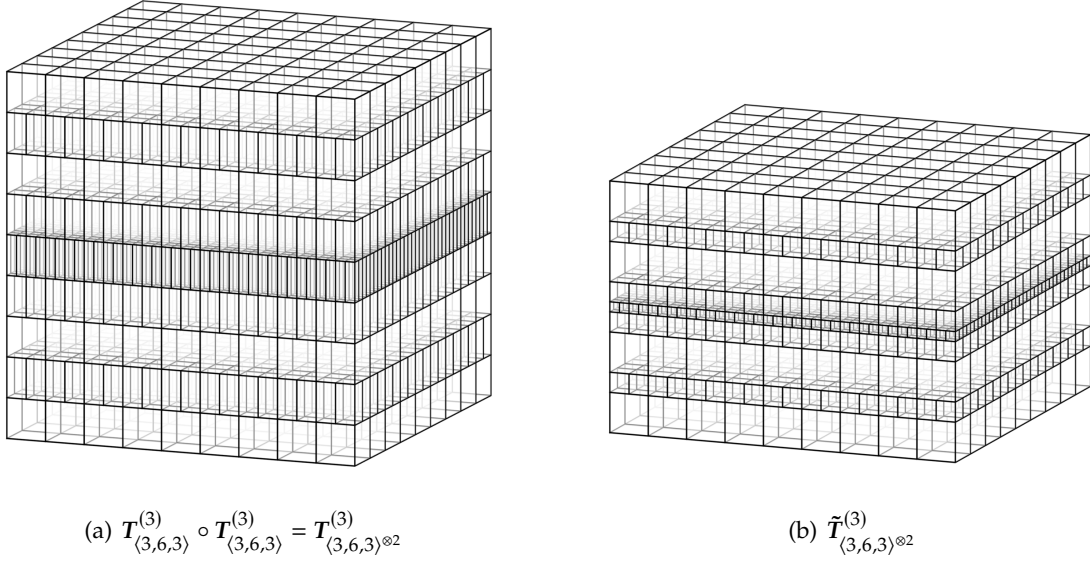 (a) T^{(3)}_{⟨3,6,3⟩} ∘ T^{(3)}_{⟨3,6,3⟩} = T^{(3)}_{⟨3,6,3⟩^{⊗2}}
(b) T̃^{(3)}_{⟨3,6,3⟩^{⊗2}}